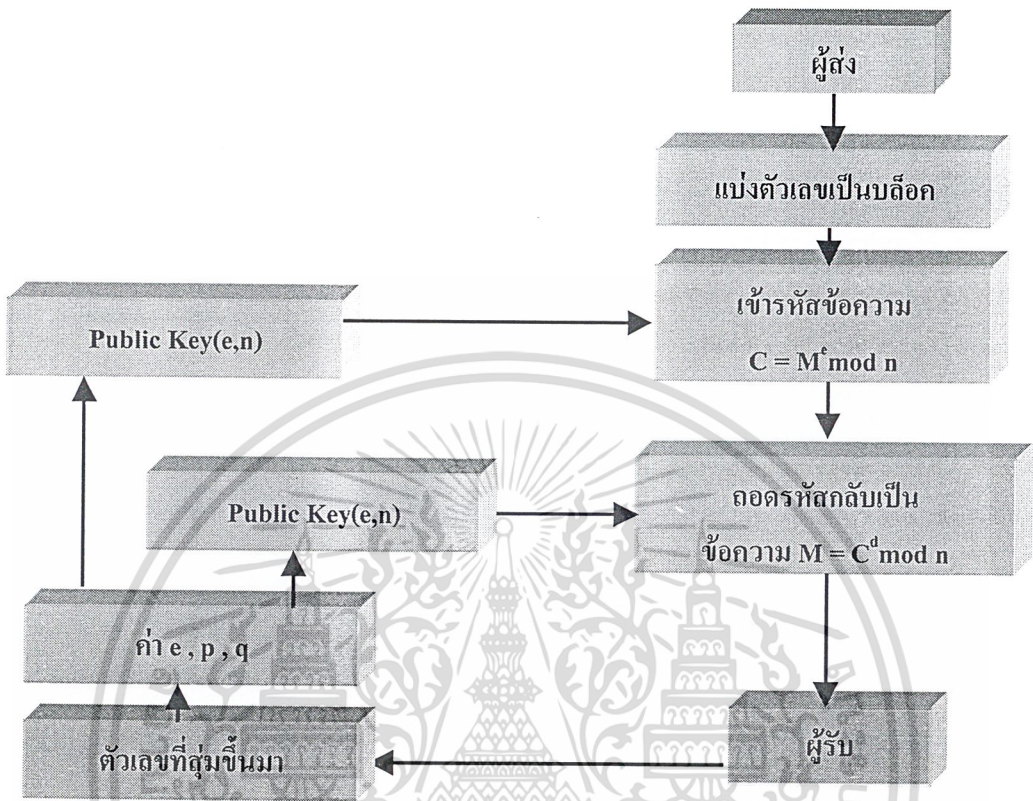 ผู้ส่ง
แบ่งตัวเลขเป็นบล็อค
เข้ารหัสข้อความ
C = M^e mod n
Public Key(e,n)
ถอดรหัสกลับเป็น
ข้อความ M = C^d mod n
Public Key(e,n)
ค่า e , p , q
ตัวเลขที่สุ่มขึ้นมา
ผู้รับ